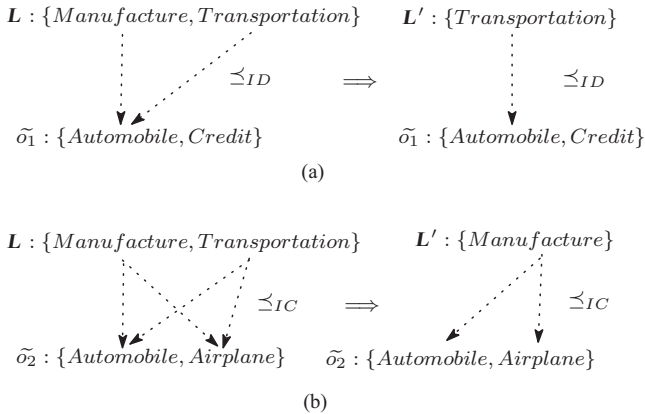 L : {Manufacture, Transportation} L′ : {Transportation}
⪯ID ⟹ ⪯ID
õ1 : {Automobile, Credit} õ1 : {Automobile, Credit}
(a)
L : {Manufacture, Transportation} L′ : {Manufacture}
⪯IC ⟹ ⪯IC
õ2 : {Automobile, Airplane} õ2 : {Automobile, Airplane}
(b)